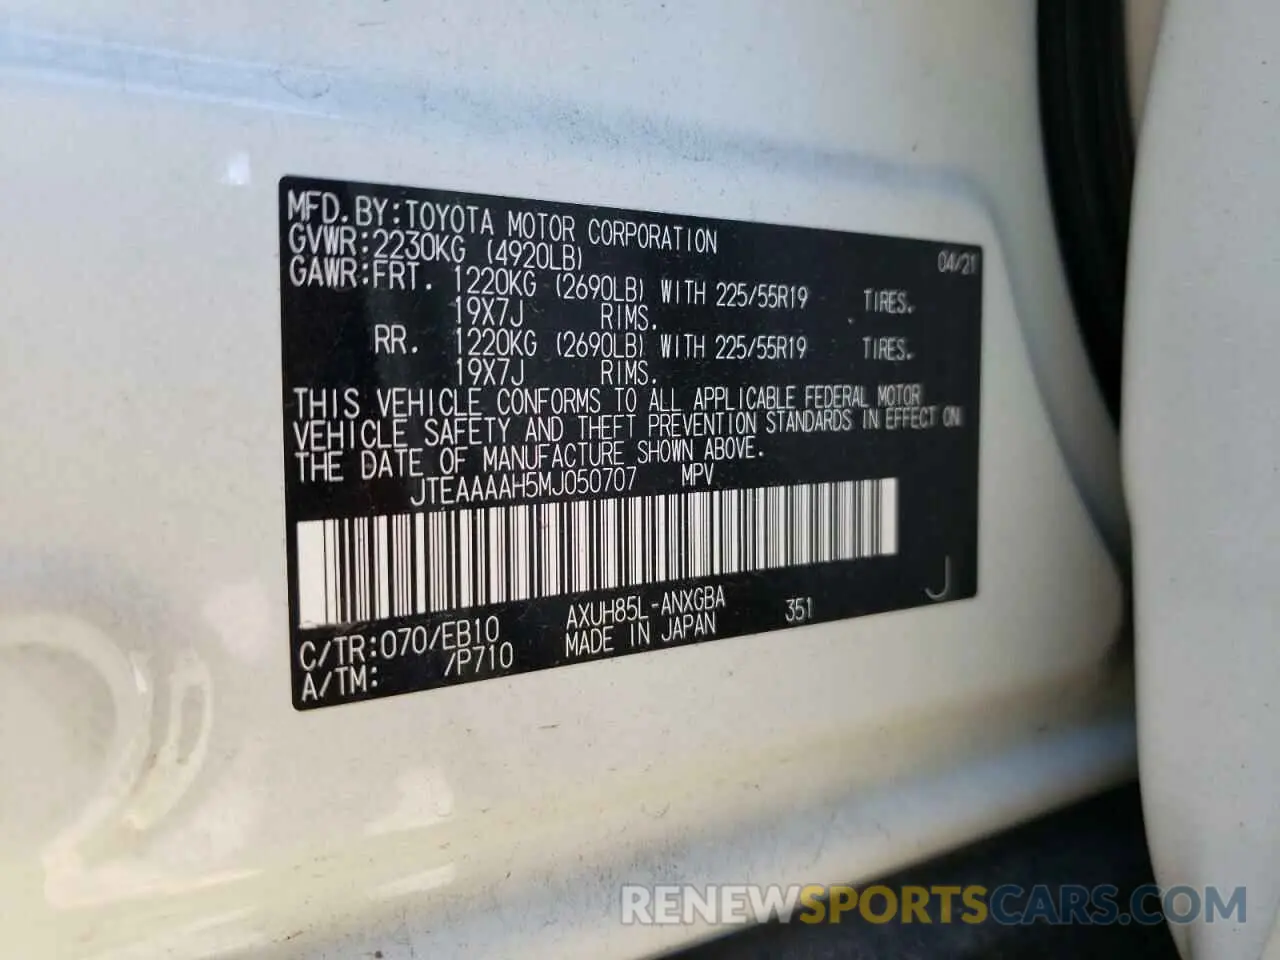 MFD.BY:TOYOTA MOTOR CORPORATION 04/21
GVWR:2230KG (4920LB)
GAWR:FRT. 1220KG (2690LB) WITH 225/55R19 TIRES.
19X7J RIMS.
RR. 1220KG (2690LB) WITH 225/55R19 TIRES.
19X7J RIMS.
THIS VEHICLE CONFORMS TO ALL APPLICABLE FEDERAL MOTOR
VEHICLE SAFETY AND THEFT PREVENTION STANDARDS IN EFFECT ON
THE DATE OF MANUFACTURE SHOWN ABOVE.
JTEAAAAH5MJ050707 MPV
J
C/TR:070/EB10 AXUH85L-ANXGBA 351
A/TM: /P710 MADE IN JAPAN
RENEWSPORTSCARS.COM